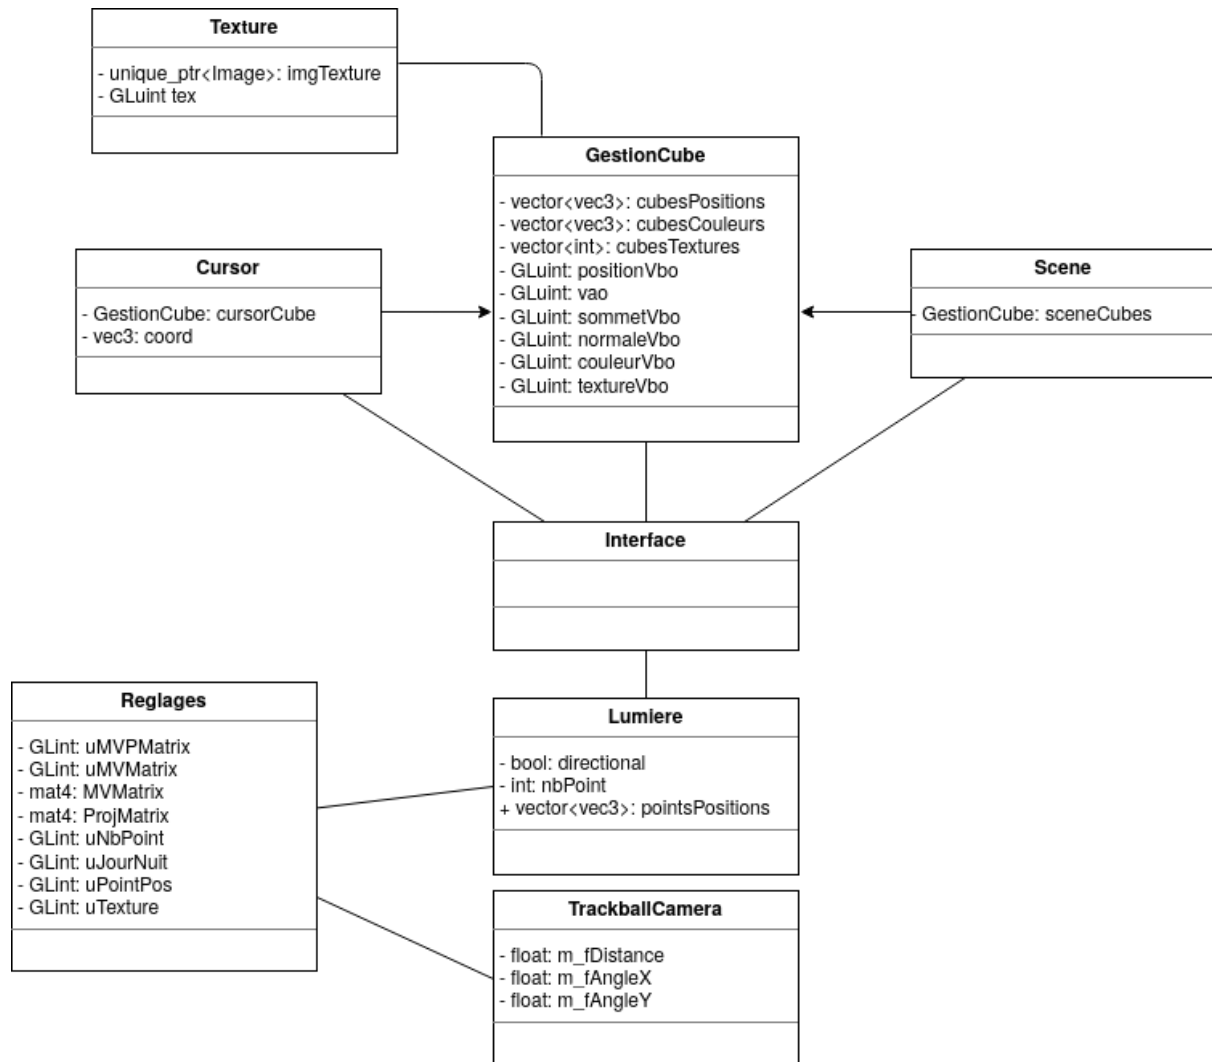 Texture
- unique_ptr<Image>: imgTexture
- GLuint tex
GestionCube
- vector<vec3>: cubesPositions
- vector<vec3>: cubesCouleurs
- vector<int>: cubesTextures
- GLuint: positionVbo
- GLuint: vao
- GLuint: sommetVbo
- GLuint: normaleVbo
- GLuint: couleurVbo
- GLuint: textureVbo
Cursor
- GestionCube: cursorCube
- vec3: coord
Scene
- GestionCube: sceneCubes
Interface
Reglages
- GLint: uMVPMatrix
- GLint: uMVMatrix
- mat4: MVMatrix
- mat4: ProjMatrix
- GLint: uNbPoint
- GLint: uJourNuit
- GLint: uPointPos
- GLint: uTexture
Lumiere
- bool: directional
- int: nbPoint
+ vector<vec3>: pointsPositions
TrackballCamera
- float: m_fDistance
- float: m_fAngleX
- float: m_fAngleY